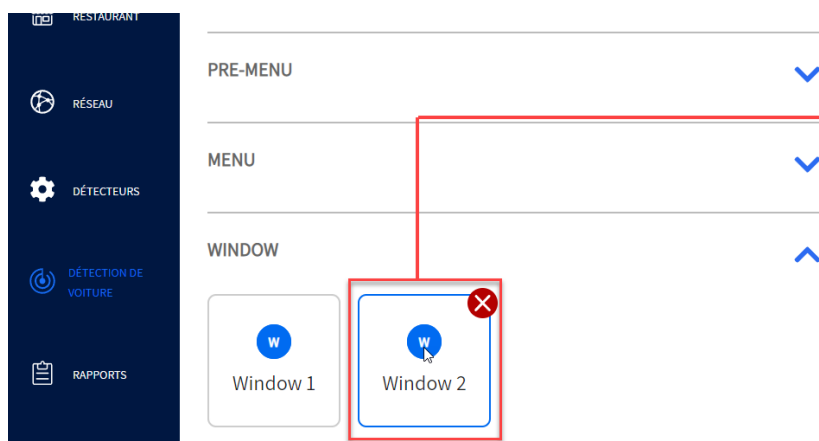 RESTAURANT
RÉSEAU
DÉTECTEURS
DÉTECTION DE
VOITURE
RAPPORTS
PRE-MENU
MENU
WINDOW
W
Window 1
W
Window 2